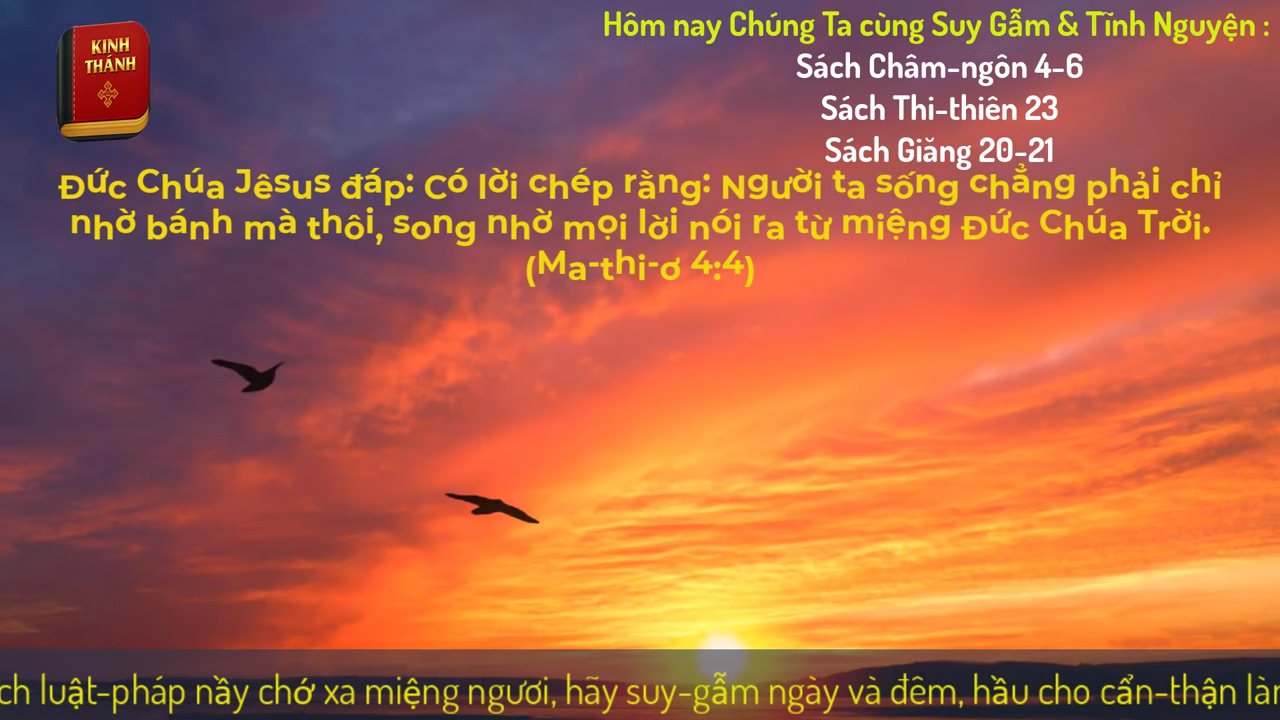 KINH
THÁNH
Hôm nay Chúng Ta cùng Suy Gẫm & Tĩnh Nguyện :
Sách Châm-ngôn 4-6
Sách Thi-thiên 23
Sách Giăng 20-21
Đức Chúa Jêsus đáp: Có lời chép rằng: Người ta sống chẳng phải chỉ
nhờ bánh mà thôi, song nhờ mọi lời nói ra từ miệng Đức Chúa Trời.
(Ma-thi-ơ 4:4)
ch luật-pháp nầy chớ xa miệng ngươi, hãy suy-gẫm ngày và đêm, hầu cho cẩn-thận làm